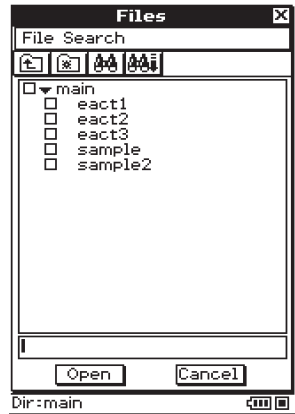 Files
File Search
main
eact1
eact2
eact3
sample
sample2
Open Cancel
Dir:main